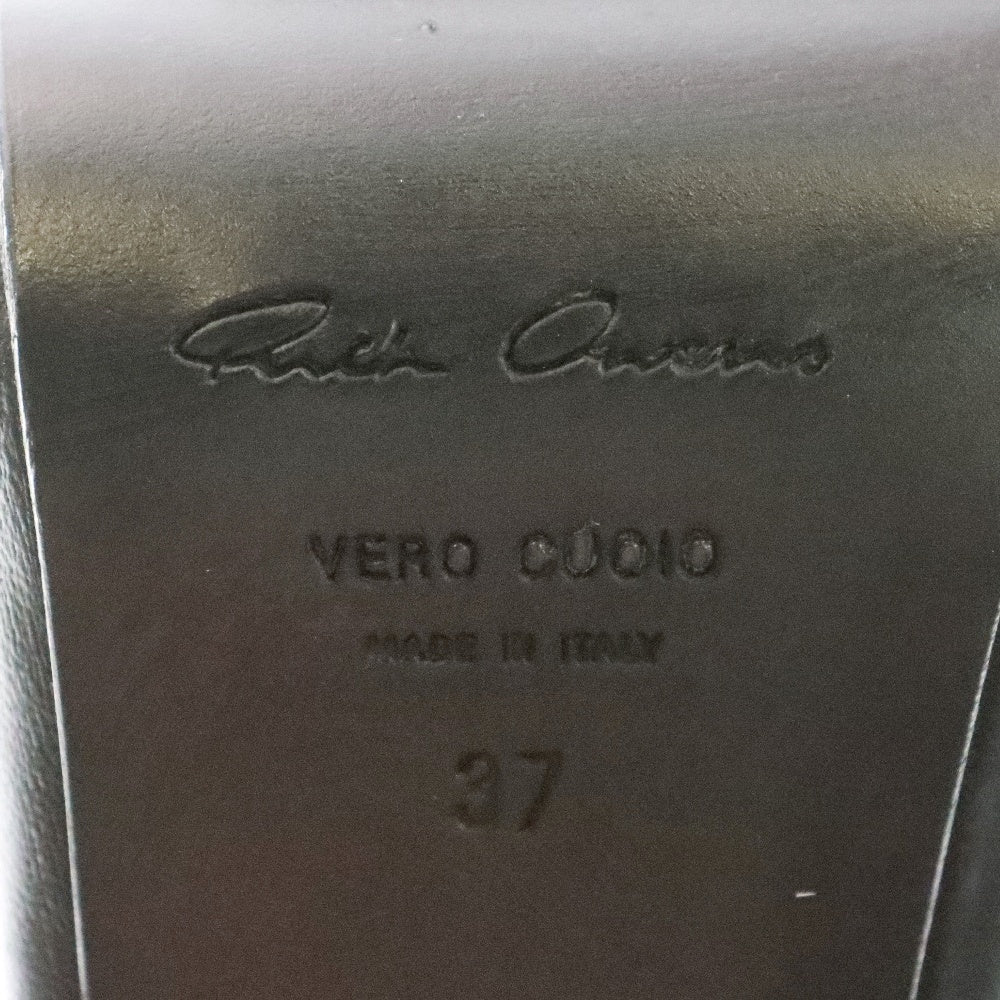 Rick Owens
VERO CUOIO
MADE IN ITALY
37